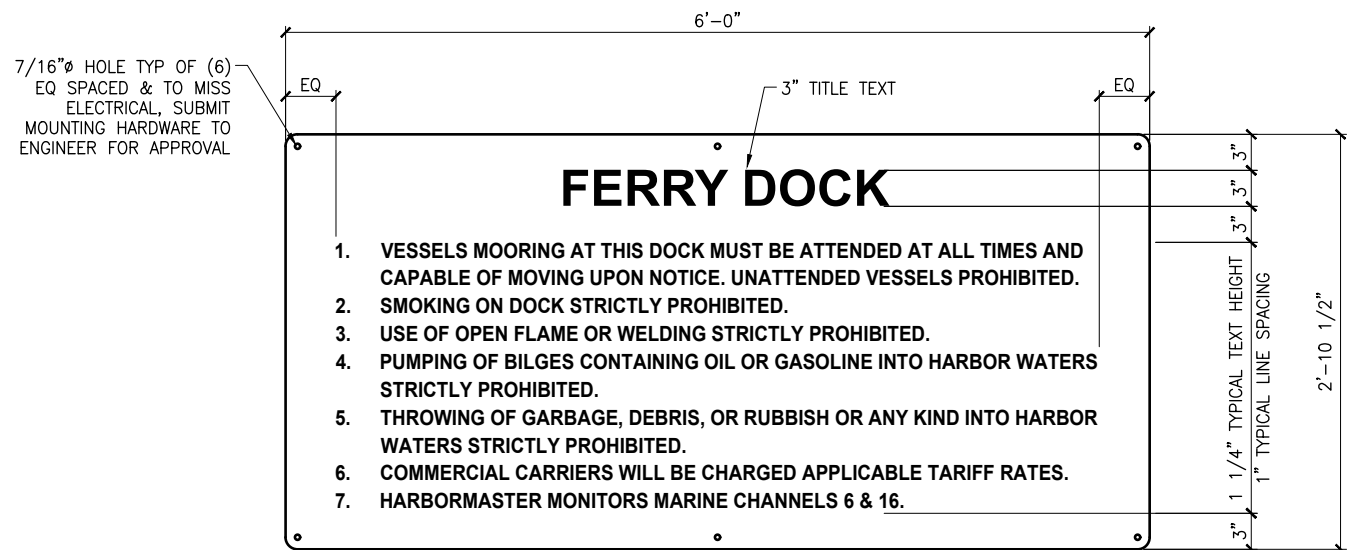 6'-0"
7/16"ø HOLE TYP OF (6)
EQ SPACED & TO MISS
ELECTRICAL, SUBMIT
MOUNTING HARDWARE TO
ENGINEER FOR APPROVAL
EQ
3" TITLE TEXT
EQ
FERRY DOCK
1. VESSELS MOORING AT THIS DOCK MUST BE ATTENDED AT ALL TIMES AND
CAPABLE OF MOVING UPON NOTICE. UNATTENDED VESSELS PROHIBITED.
2. SMOKING ON DOCK STRICTLY PROHIBITED.
3. USE OF OPEN FLAME OR WELDING STRICTLY PROHIBITED.
4. PUMPING OF BILGES CONTAINING OIL OR GASOLINE INTO HARBOR WATERS
STRICTLY PROHIBITED.
5. THROWING OF GARBAGE, DEBRIS, OR RUBBISH OR ANY KIND INTO HARBOR
WATERS STRICTLY PROHIBITED.
6. COMMERCIAL CARRIERS WILL BE CHARGED APPLICABLE TARIFF RATES.
7. HARBORMASTER MONITORS MARINE CHANNELS 6 & 16.
3"
3"
3"
1 1/4" TYPICAL TEXT HEIGHT
1" TYPICAL LINE SPACING
3"
2'-10 1/2"